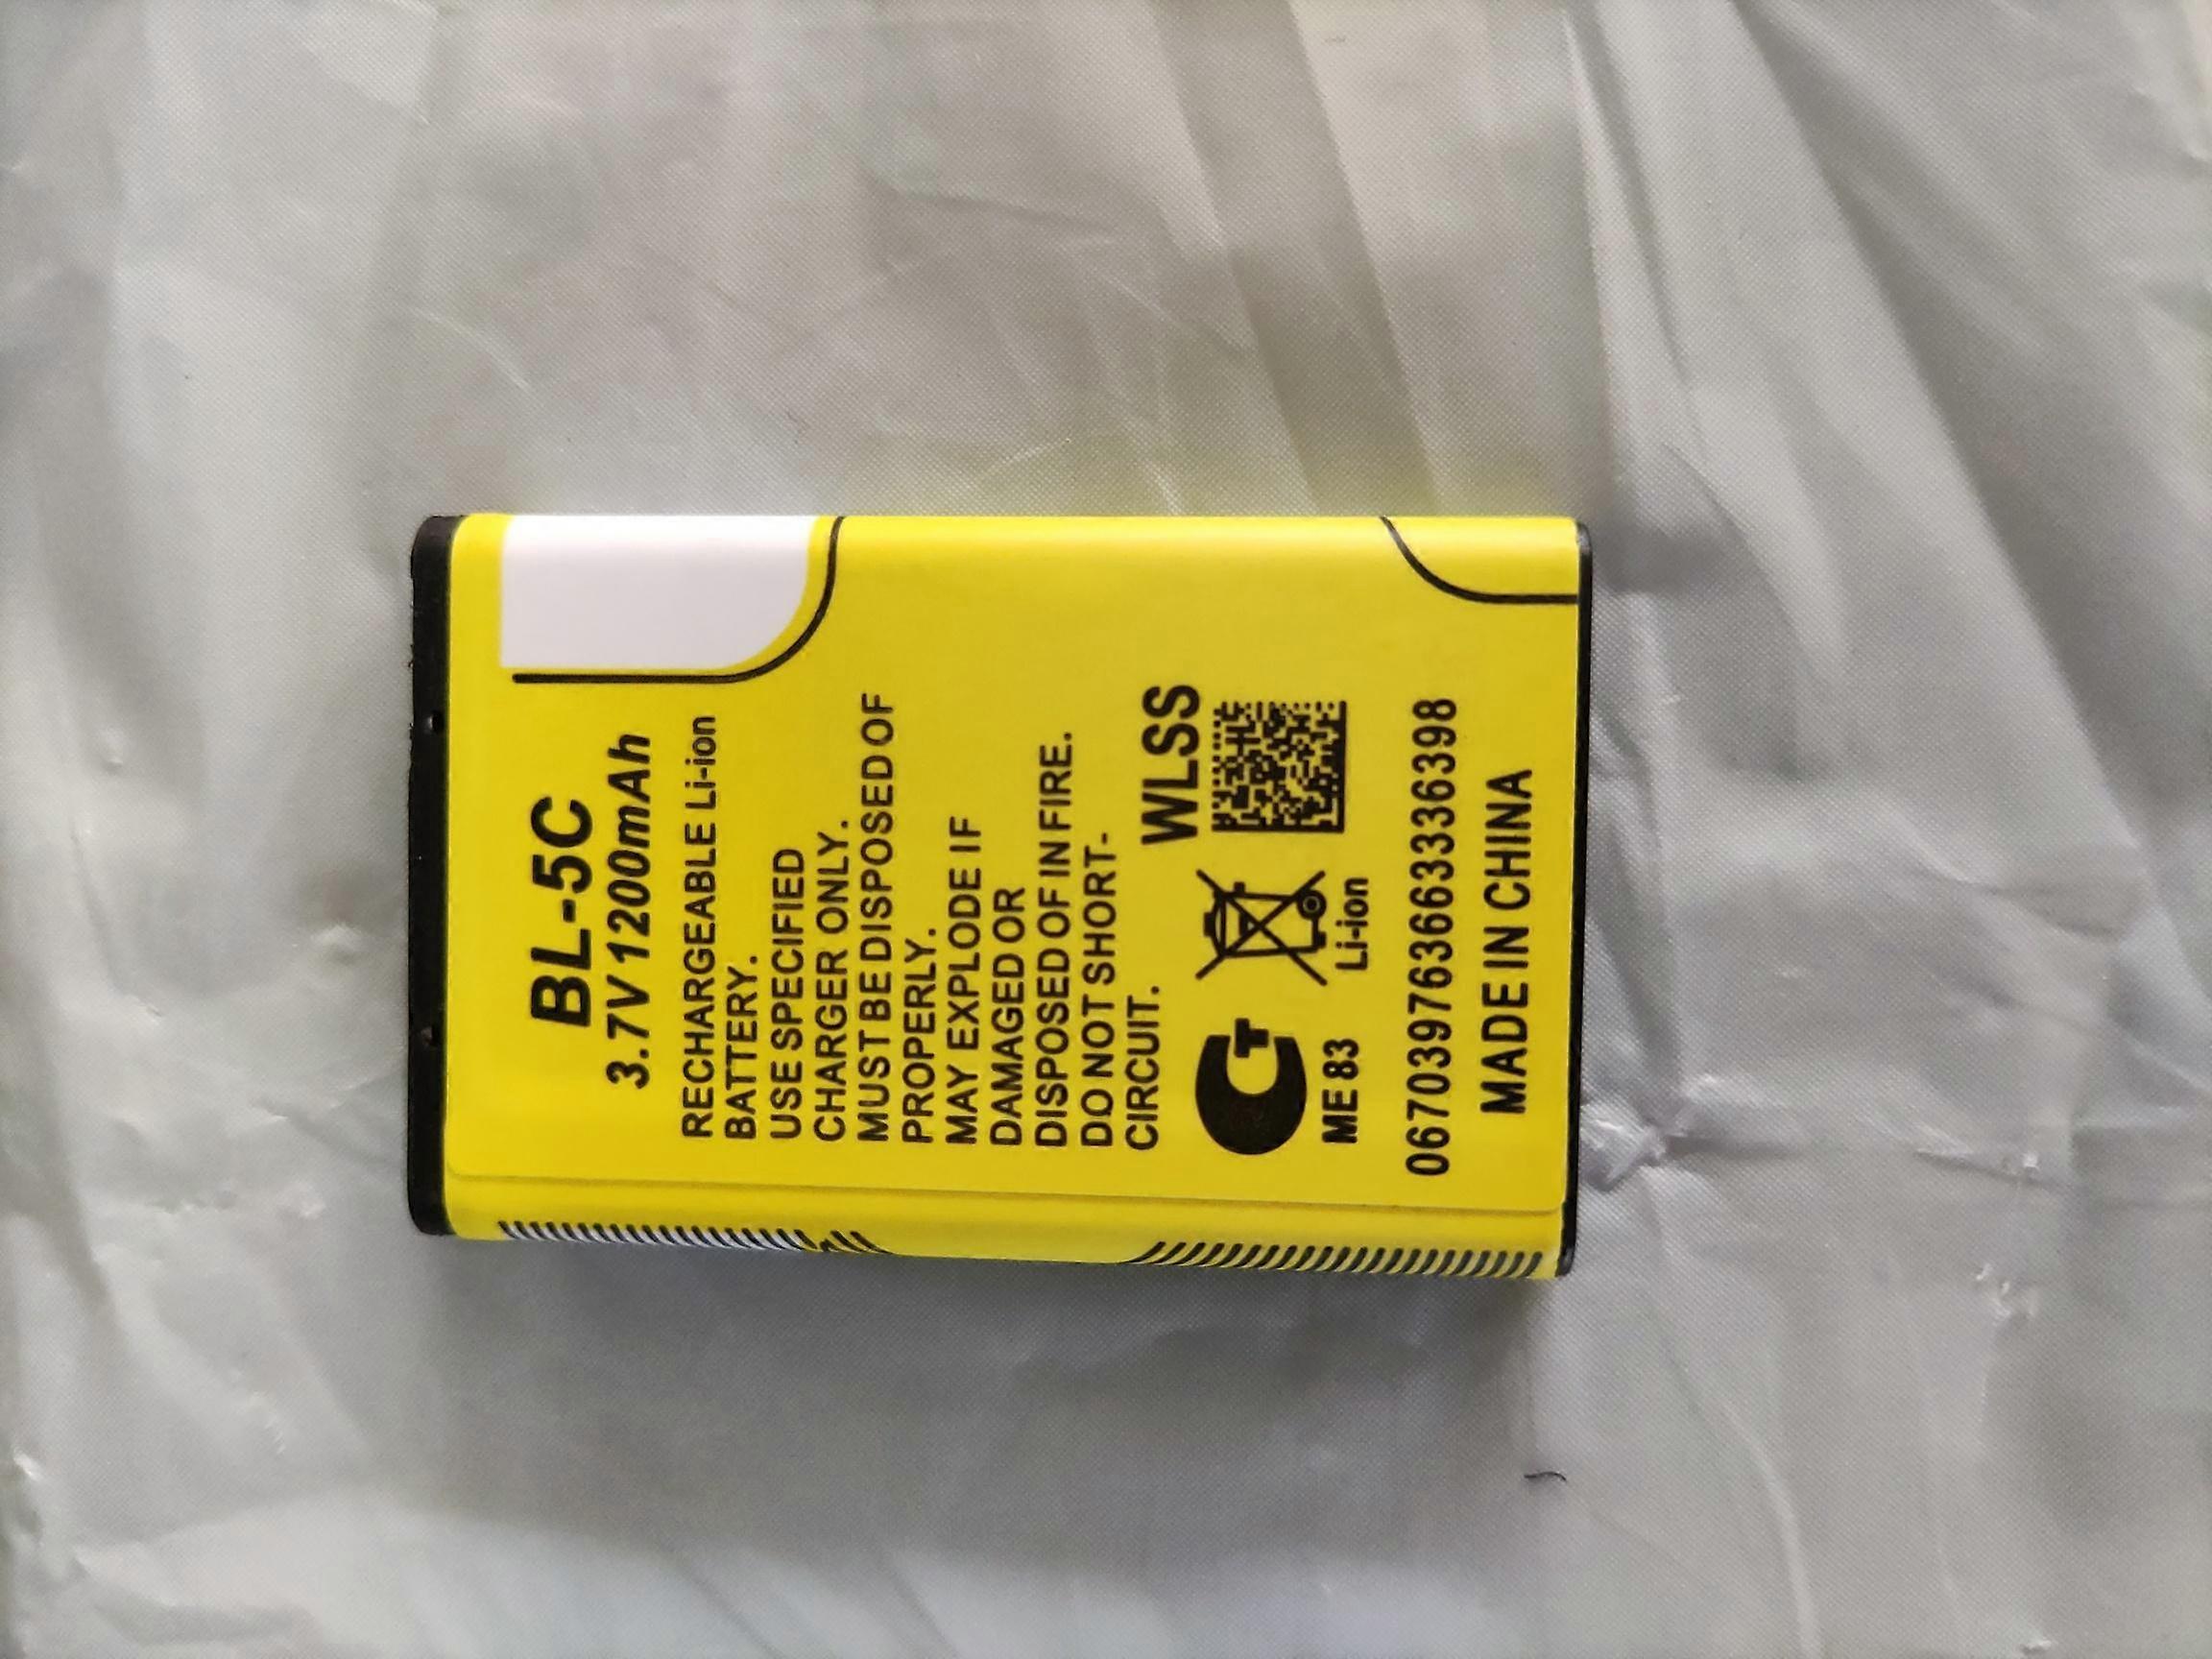 BL-5C
3.7V 1200mAh
RECHARGEABLE Li-ion
BATTERY.
USE SPECIFIED
CHARGER ONLY.
MUST BE DISPOSED OF
PROPERLY.
MAY EXPLODE IF
DAMAGED OR
DISPOSED OF IN FIRE.
DO NOT SHORT-
CIRCUIT.
WLSS
ME 83
Li-ion
0670397636633363​98
MADE IN CHINA